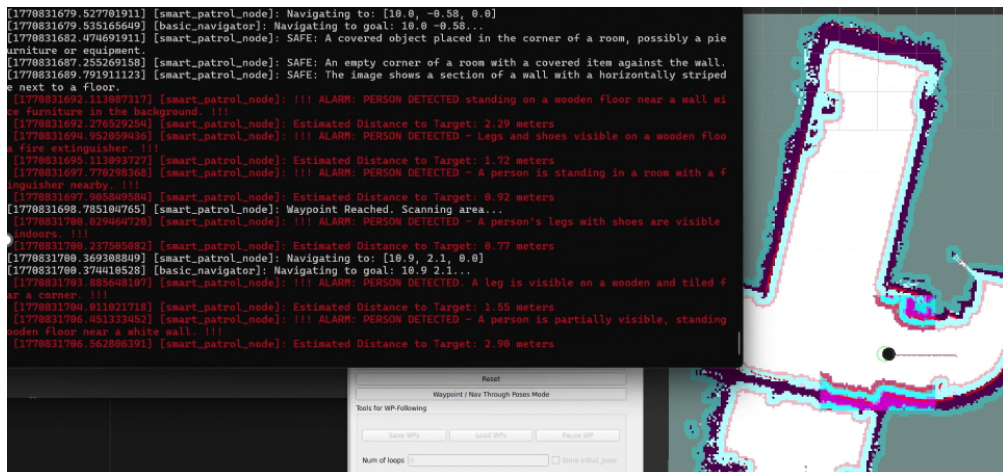 [1770831679.527701911] [smart_patrol_node]: Navigating to: [10.0, -0.58, 0.0]
[1770831679.535165649] [basic_navigator]: Navigating to goal: 10.0 -0.58...
[1770831682.474691911] [smart_patrol_node]: SAFE: A covered object placed in the corner of a room, possibly a pie
urniture or equipment.
[1770831687.255269158] [smart_patrol_node]: SAFE: An empty corner of a room with a covered item against the wall.
[1770831689.791911123] [smart_patrol_node]: SAFE: The image shows a section of a wall with a horizontally striped
e next to a floor.
[1770831692.113087317] [smart_patrol_node]: !!! ALARM: PERSON DETECTED standing on a wooden floor near a wall wi
ce furniture in the background. !!!
[1770831692.276529254] [smart_patrol_node]: Estimated Distance to Target: 2.29 meters
[1770831694.952059436] [smart_patrol_node]: !!! ALARM: PERSON DETECTED - Legs and shoes visible on a wooden floo
a fire extinguisher. !!!
[1770831695.113093727] [smart_patrol_node]: Estimated Distance to Target: 1.72 meters
[1770831697.770298368] [smart_patrol_node]: !!! ALARM: PERSON DETECTED - A person is standing in a room with a f
inguisher nearby. !!!
[1770831697.905849584] [smart_patrol_node]: Estimated Distance to Target: 0.92 meters
[1770831698.785104765] [smart_patrol_node]: Waypoint Reached. Scanning area...
[1770831700.029464720] [smart_patrol_node]: !!! ALARM: PERSON DETECTED - A person's legs with shoes are visible
indoors. !!!
[1770831700.237505082] [smart_patrol_node]: Estimated Distance to Target: 0.77 meters
[1770831700.369308849] [smart_patrol_node]: Navigating to: [10.9, 2.1, 0.0]
[1770831700.374410528] [basic_navigator]: Navigating to goal: 10.9 2.1...
[1770831703.885648107] [smart_patrol_node]: !!! ALARM: PERSON DETECTED. A leg is visible on a wooden and tiled f
ar a corner. !!!
[1770831704.011021718] [smart_patrol_node]: Estimated Distance to Target: 1.55 meters
[1770831706.451333452] [smart_patrol_node]: !!! ALARM: PERSON DETECTED - A person is partially visible, standing
ooden floor near a white wall. !!!
[1770831706.562806391] [smart_patrol_node]: Estimated Distance to Target: 2.90 meters
Reset
Waypoint / Nav Through Poses Mode
Tools for WP-Following
Save WPs Load WPs Pause WP
Num of loops 0 Store initial_pose